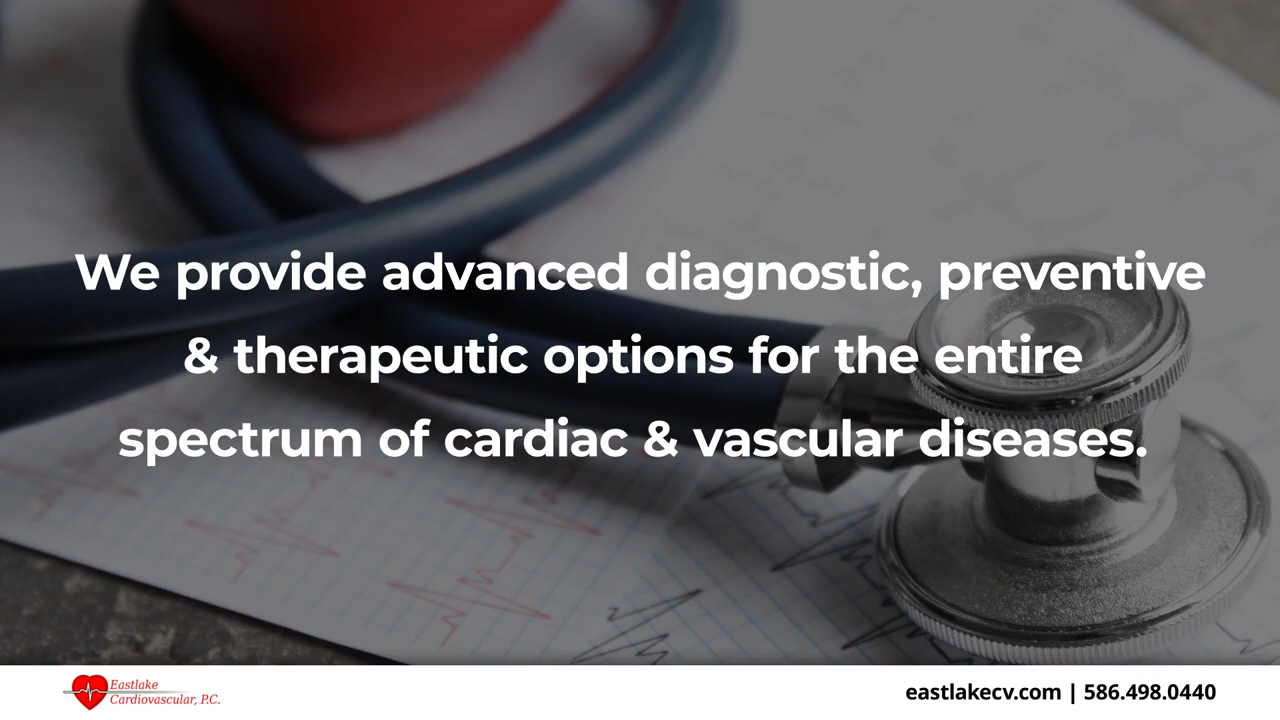 We provide advanced diagnostic, preventive
& therapeutic options for the entire
spectrum of cardiac & vascular diseases.
Eastlake
Cardiovascular, P.C.
eastlakecv.com | 586.498.0440